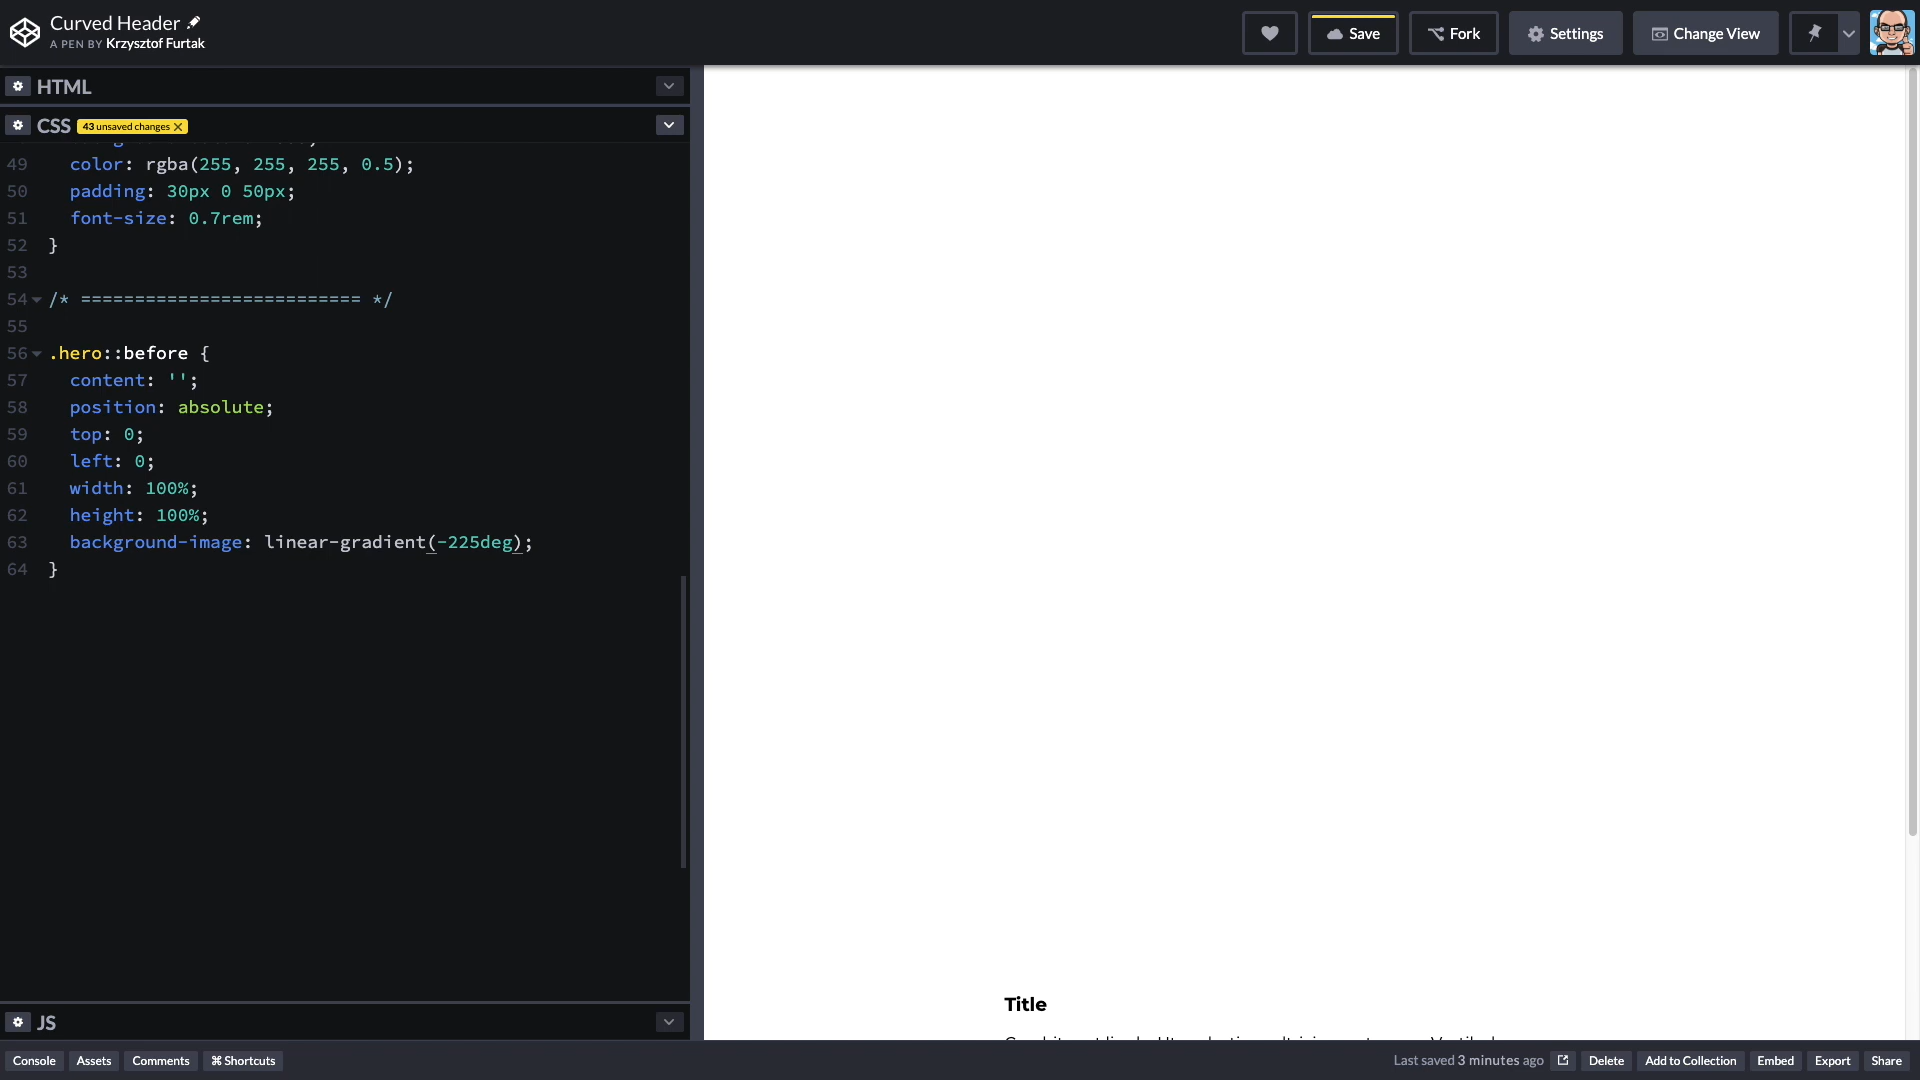 Curved Header
A PEN BY Krzysztof Furtak
Save
Fork
Settings
Change View
HTML
CSS 43 unsaved changes
49 color: rgba(255, 255, 255, 0.5);
50 padding: 30px 0 50px;
51 font-size: 0.7rem;
52 }
53
54 /* ========================== */
55
56 .hero::before {
57 content: '';
58 position: absolute;
59 top: 0;
60 left: 0;
61 width: 100%;
62 height: 100%;
63 background-image: linear-gradient(-225deg);
64 }
Title
JS
Console Assets Comments ⌘ Shortcuts
Last saved 3 minutes ago Delete Add to Collection Embed Export Share